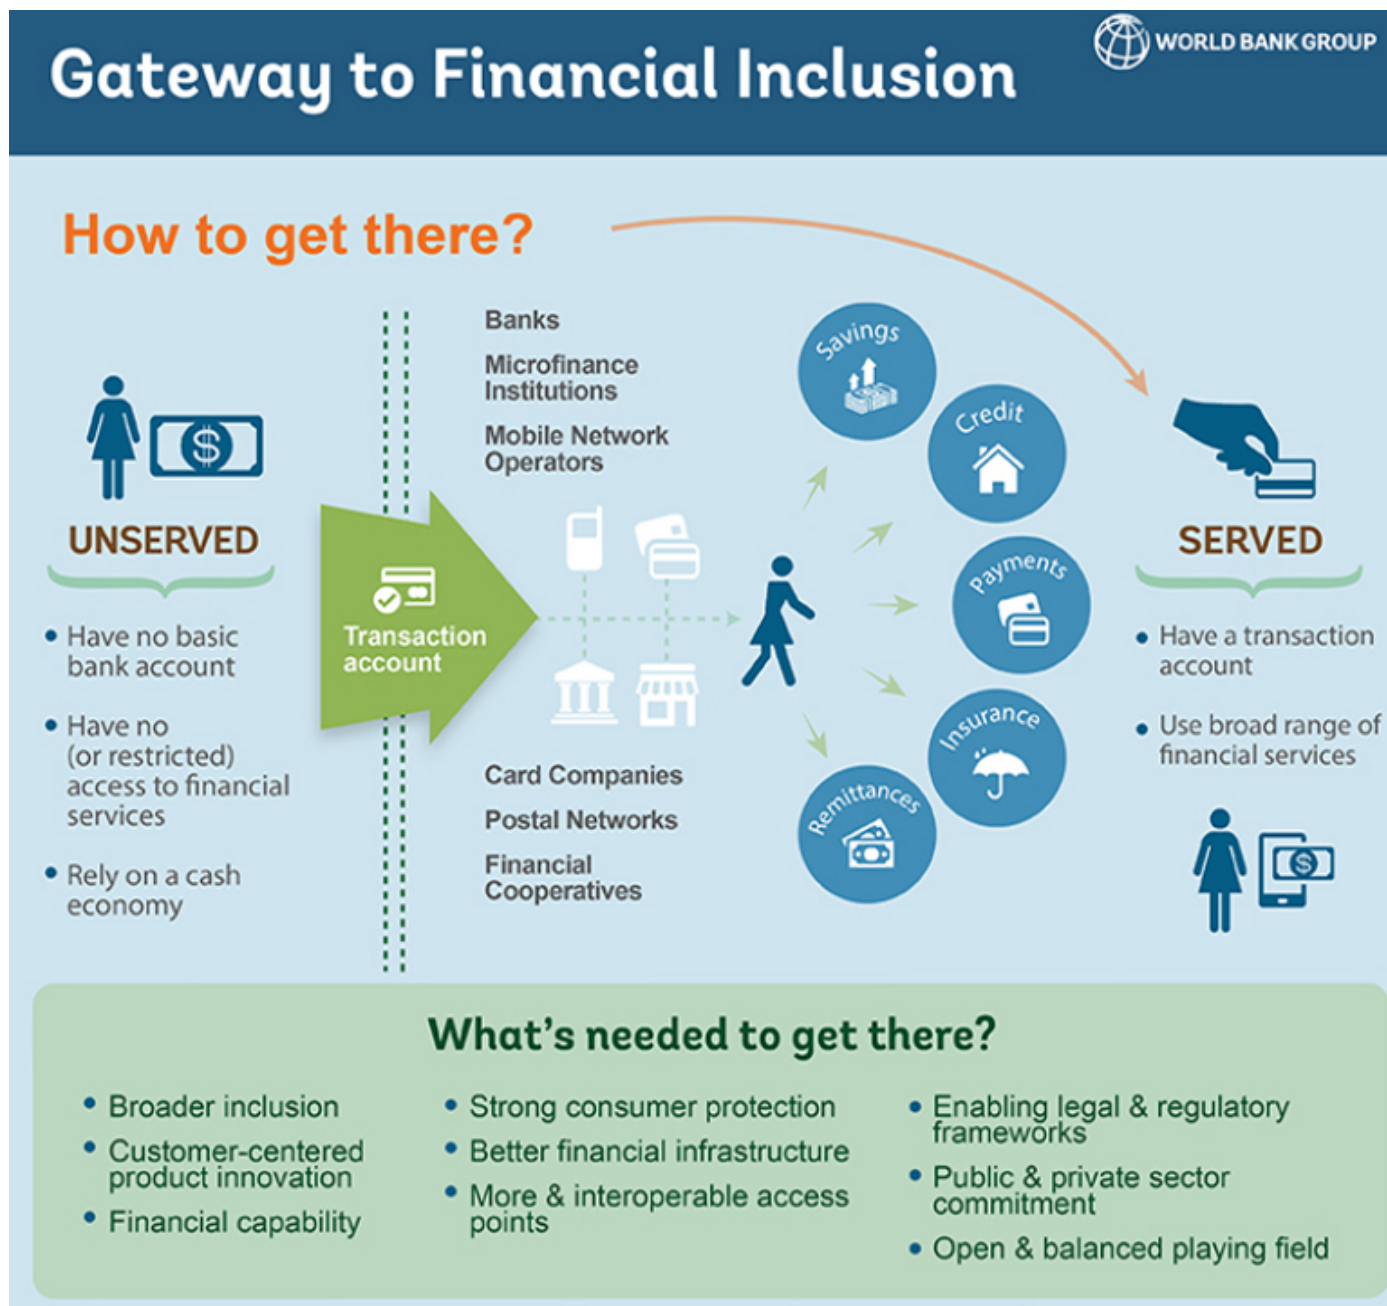 Gateway to Financial Inclusion
WORLD BANK GROUP
How to get there?
UNSERVED
Have no basic
bank account
Have no
(or restricted)
access to financial
services
Rely on a cash
economy
Transaction
account
Banks
Microfinance
Institutions
Mobile Network
Operators
Card Companies
Postal Networks
Financial
Cooperatives
Savings
Credit
Payments
Insurance
Remittances
SERVED
Have a transaction
account
Use broad range of
financial services
What's needed to get there?
Broader inclusion
Customer-centered
product innovation
Financial capability
Strong consumer protection
Better financial infrastructure
More & interoperable access
points
Enabling legal & regulatory
frameworks
Public & private sector
commitment
Open & balanced playing field